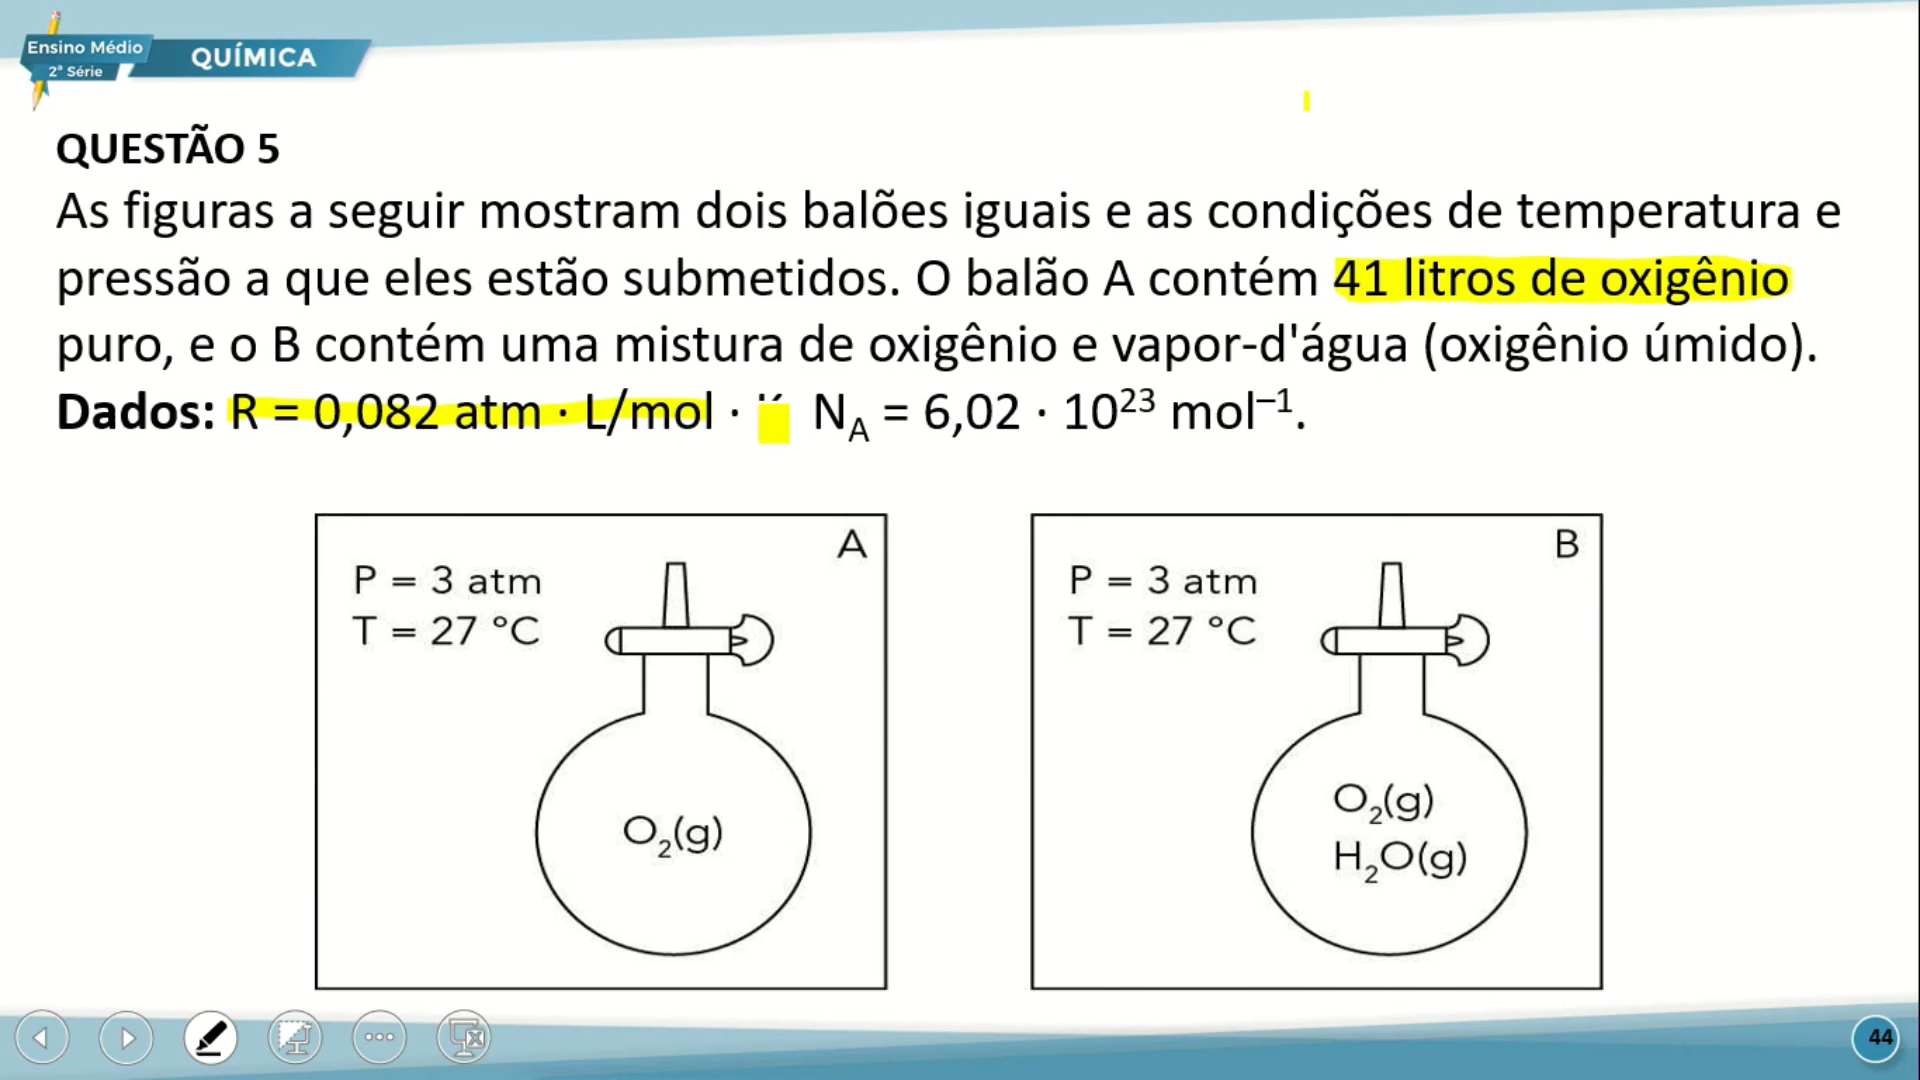 Ensino Médio
2ª Série
QUÍMICA
QUESTÃO 5
As figuras a seguir mostram dois balões iguais e as condições de temperatura e
pressão a que eles estão submetidos. O balão A contém 41 litros de oxigênio
puro, e o B contém uma mistura de oxigênio e vapor-d'água (oxigênio úmido).
Dados: R = 0,082 atm · L/mol · N_A = 6,02 · 10²³ mol⁻¹.
A
P = 3 atm
T = 27 °C
O₂(g)
B
P = 3 atm
T = 27 °C
O₂(g)
H₂O(g)
44